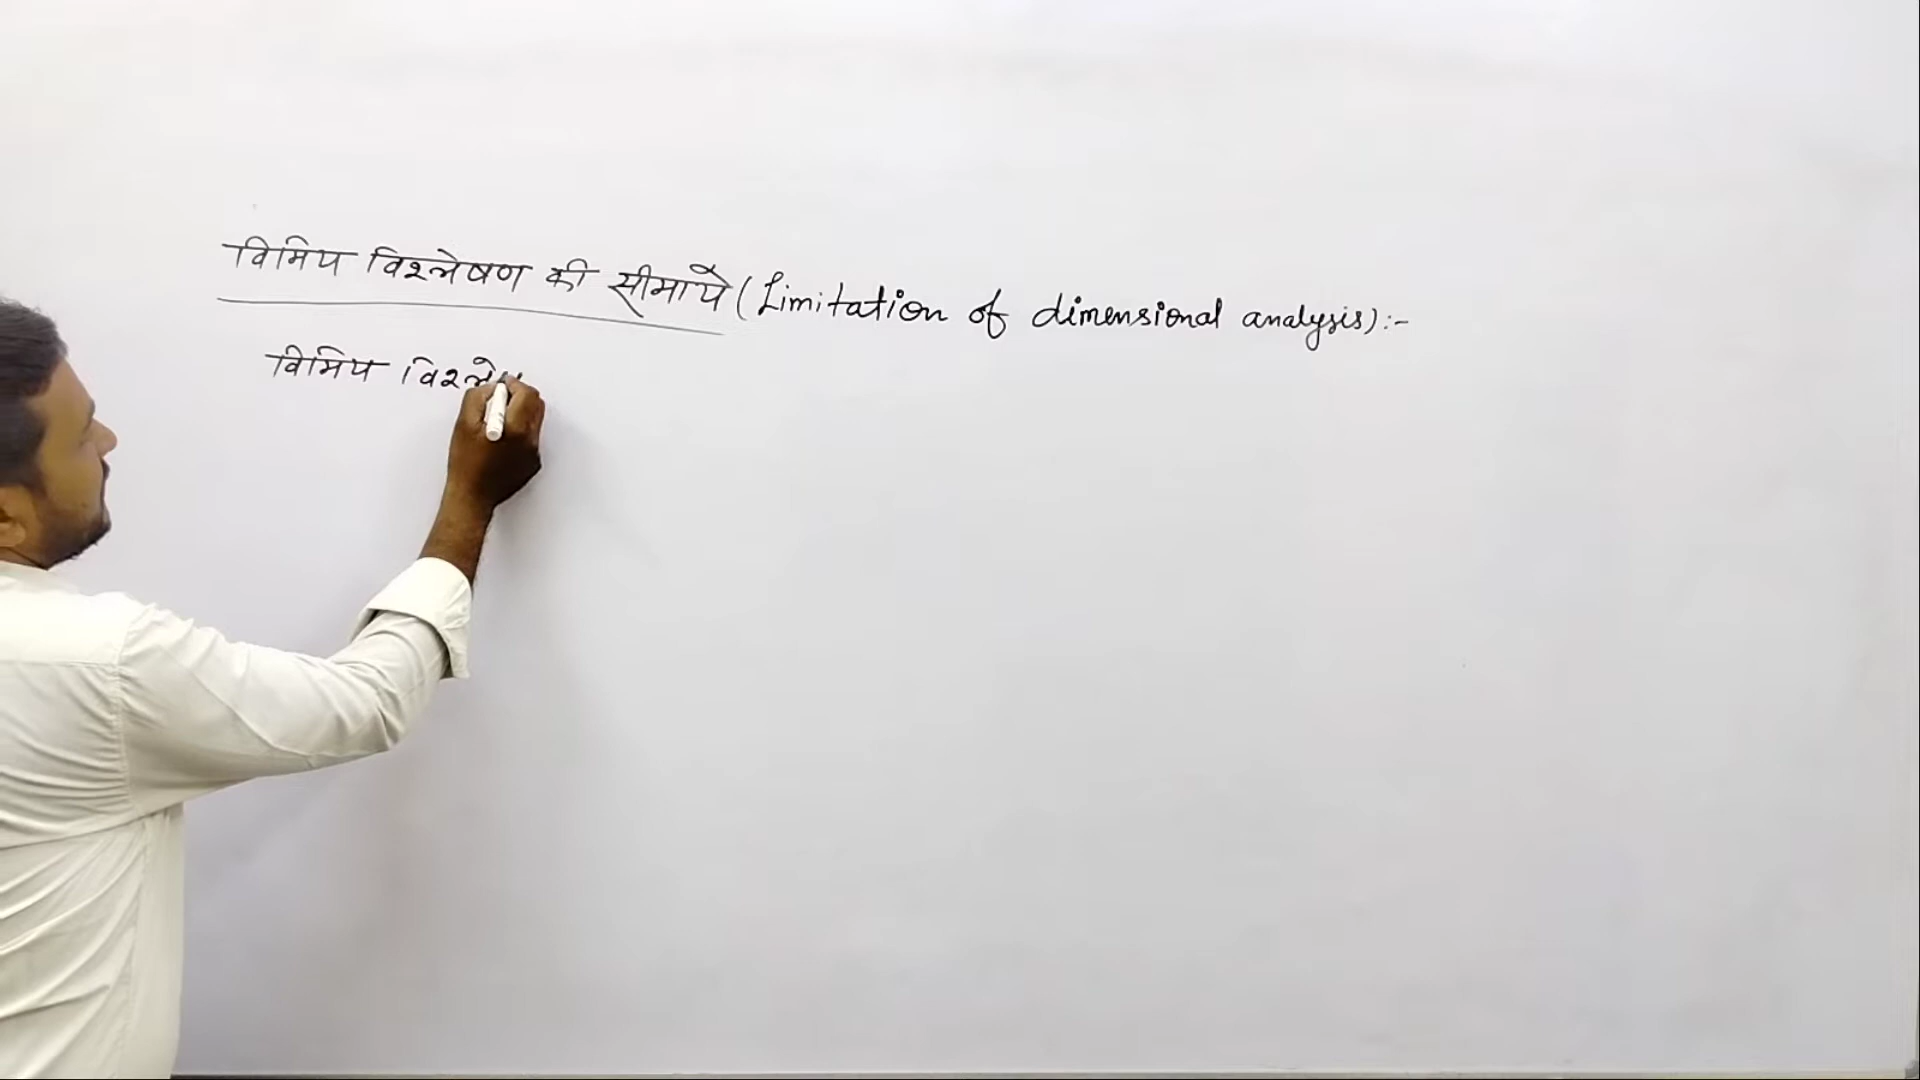 विमिय विश्लेषण की सीमायें (Limitation of dimensional analysis):-
विमिय विश्लेष